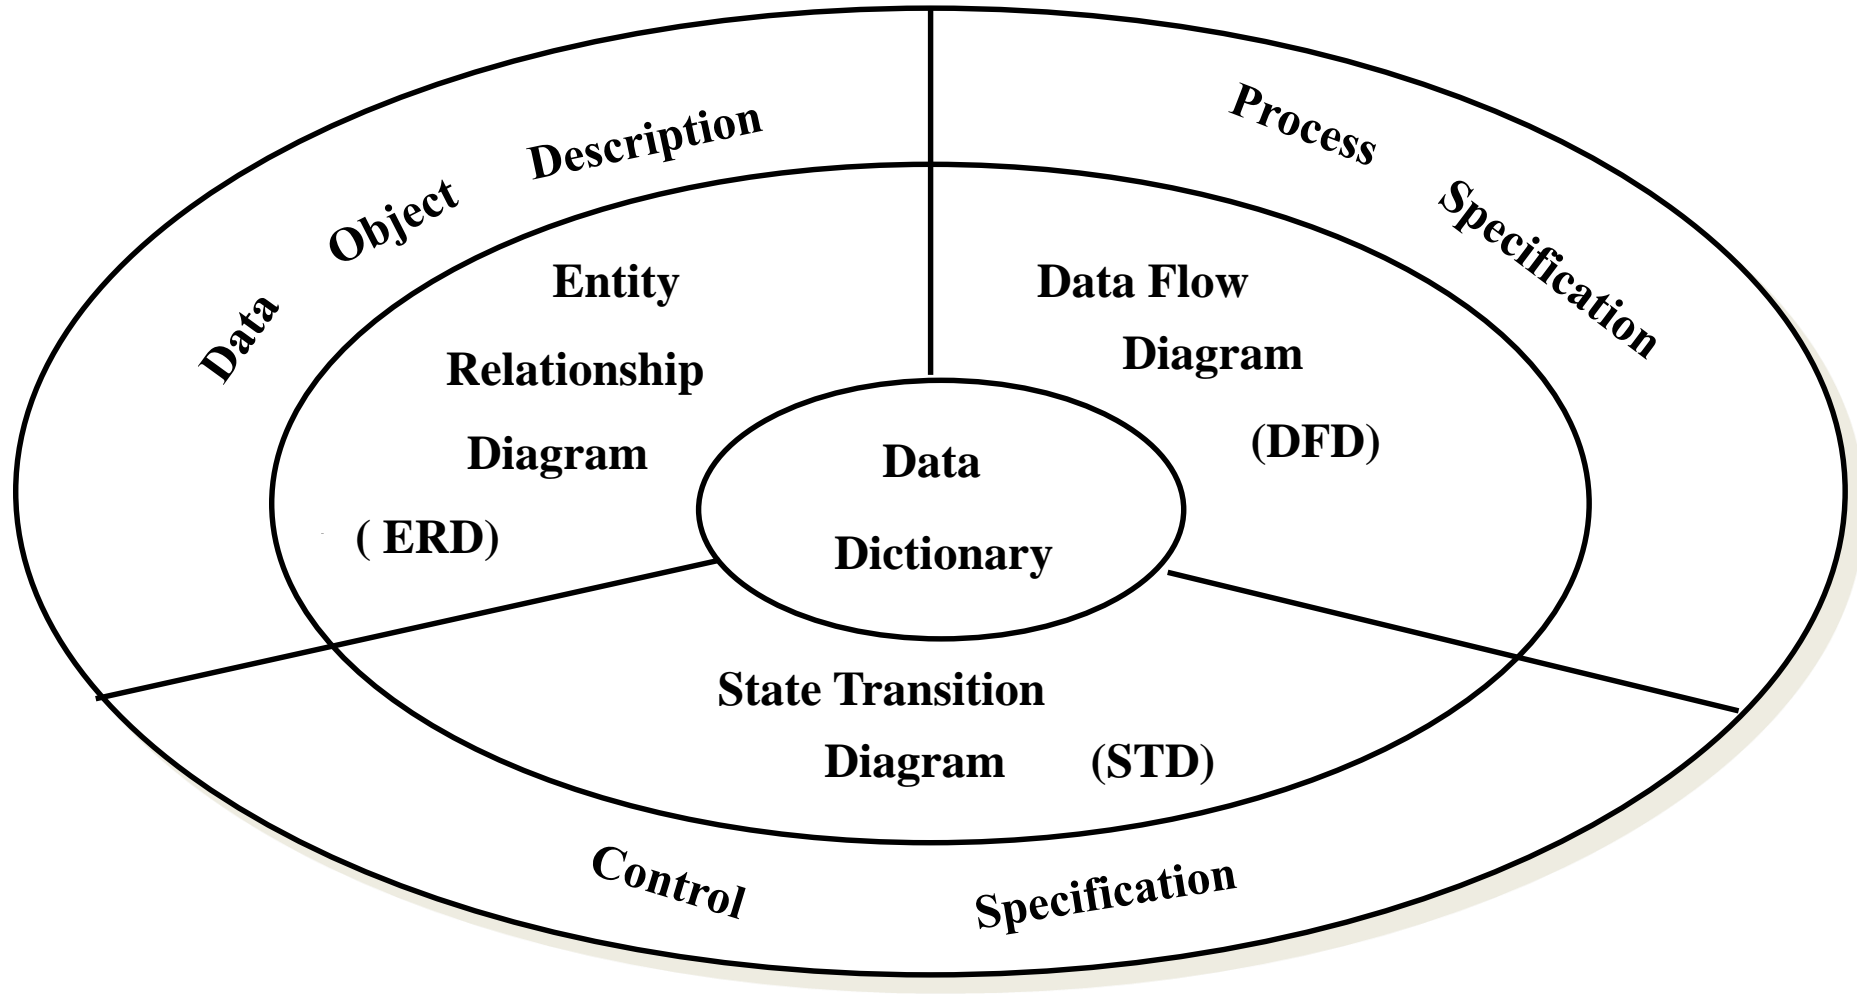 Data Object Description
Process Specification
Entity
Relationship
Diagram
( ERD)
Data Flow
Diagram
(DFD)
Data
Dictionary
State Transition
Diagram (STD)
Control Specification